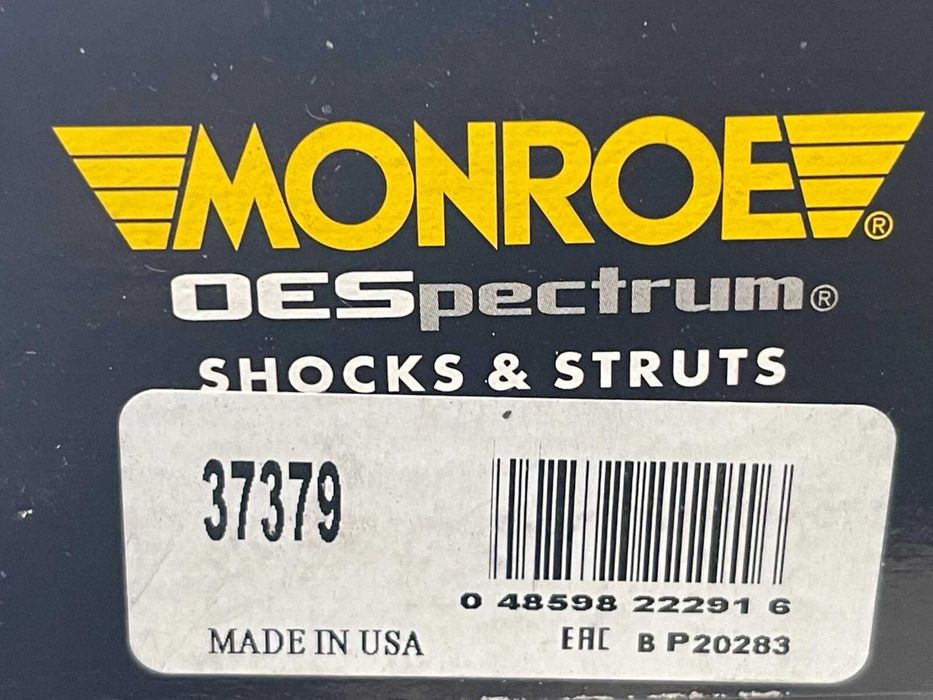 MONROE®
OESpectrum®
SHOCKS & STRUTS
37379
0 48598 22291 6
MADE IN USA
EAC B P20283